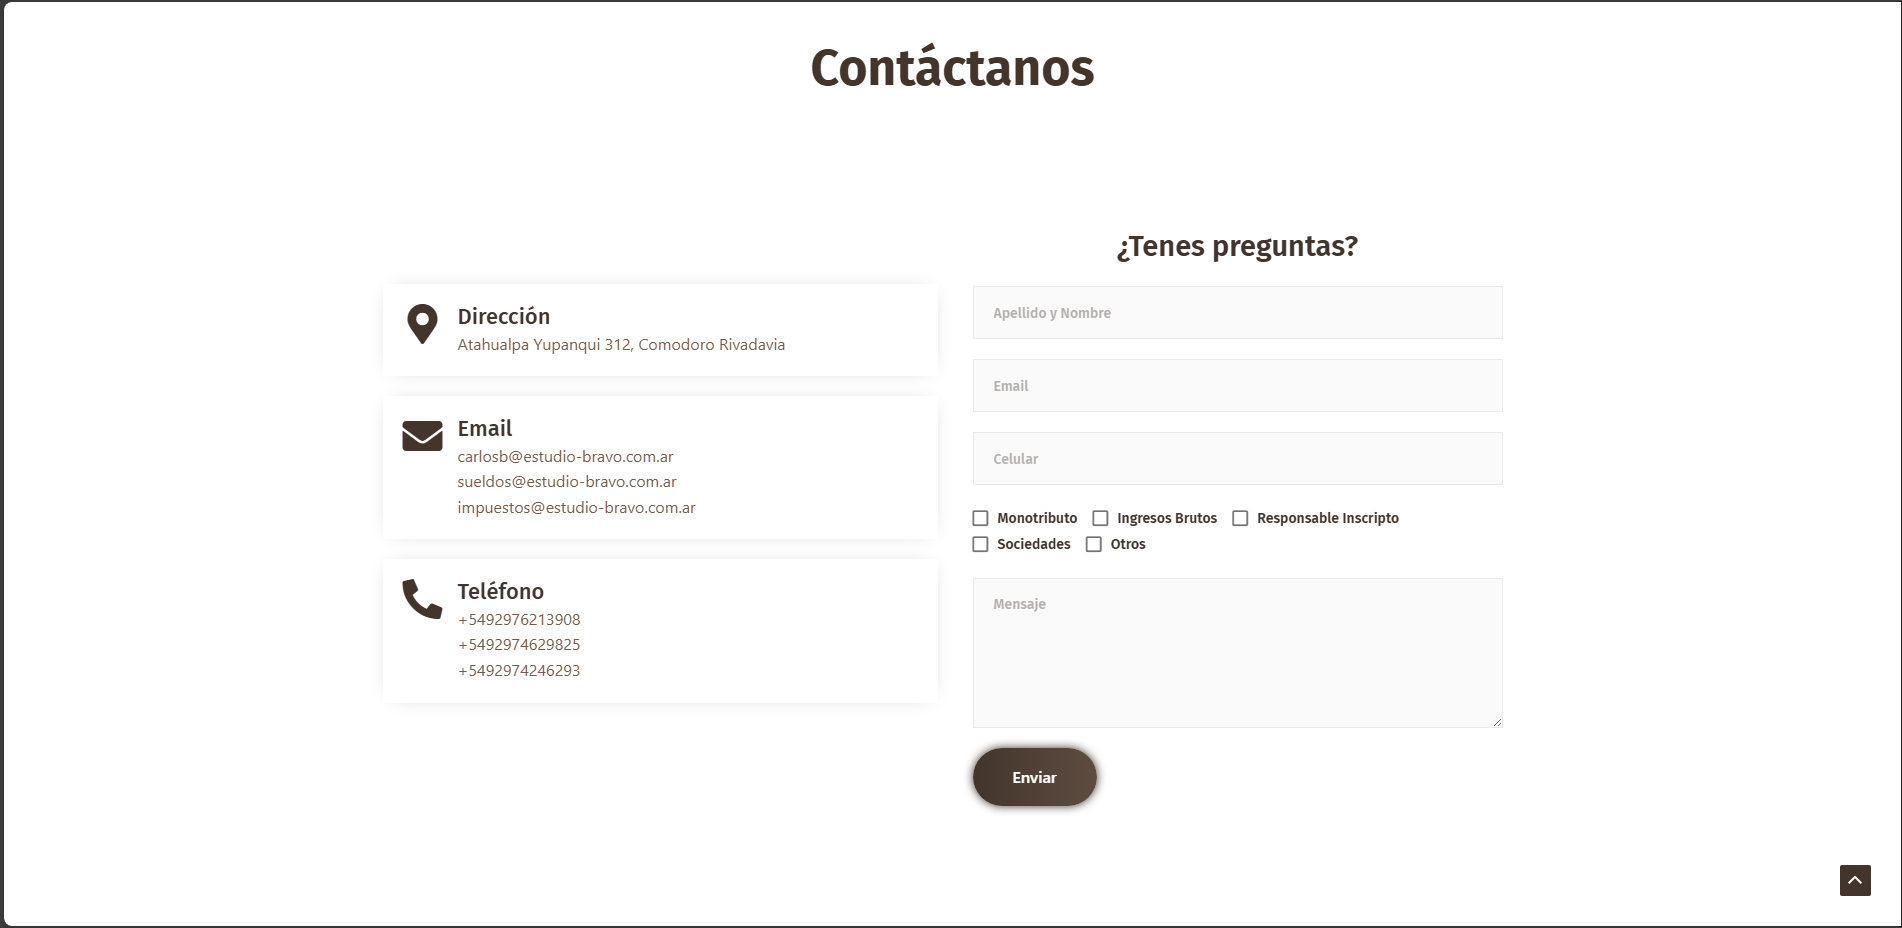 Contáctanos
Dirección
Atahualpa Yupanqui 312, Comodoro Rivadavia
Email
carlosb@estudio-bravo.com.ar
sueldos@estudio-bravo.com.ar
impuestos@estudio-bravo.com.ar
Teléfono
+5492976213908
+5492974629825
+5492974246293
¿Tenes preguntas?
Apellido y Nombre
Email
Celular
Monotributo Ingresos Brutos Responsable Inscripto
Sociedades Otros
Mensaje
Enviar